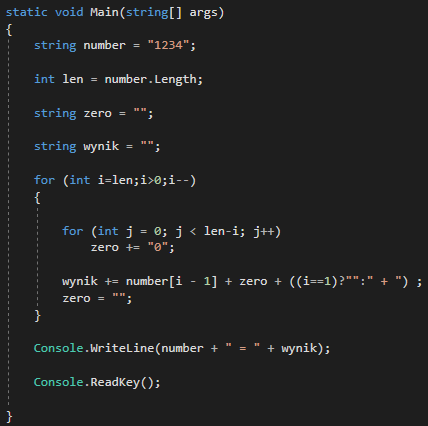 static void Main(string[] args)
{
string number = "1234";
int len = number.Length;
string zero = "";
string wynik = "";
for (int i=len;i>0;i--)
{
for (int j = 0; j < len-i; j++)
zero += "0";
wynik += number[i - 1] + zero + ((i==1)?"":" + ") ;
zero = "";
}
Console.WriteLine(number + " = " + wynik);
Console.ReadKey();
}